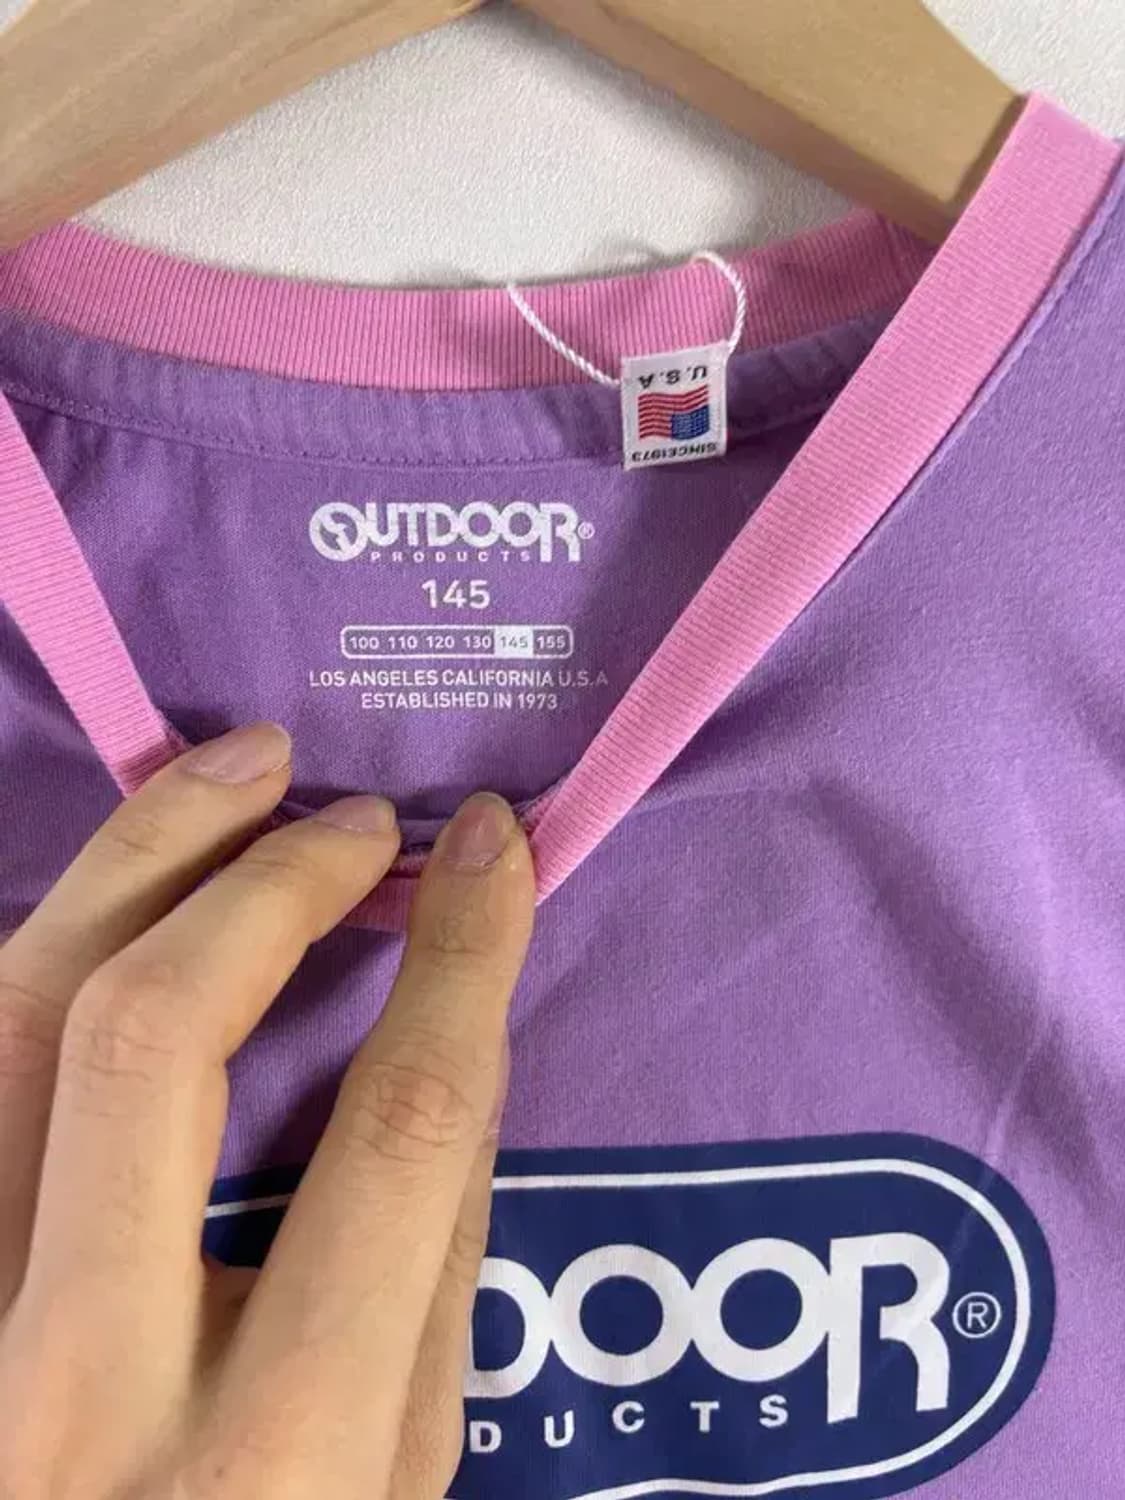 U.S.A
SINCE1973
OUTDOOR®
PRODUCTS
145
100 110 120 130 145 155
LOS ANGELES CALIFORNIA U.S.A
ESTABLISHED IN 1973
DOOR®
DUCTS